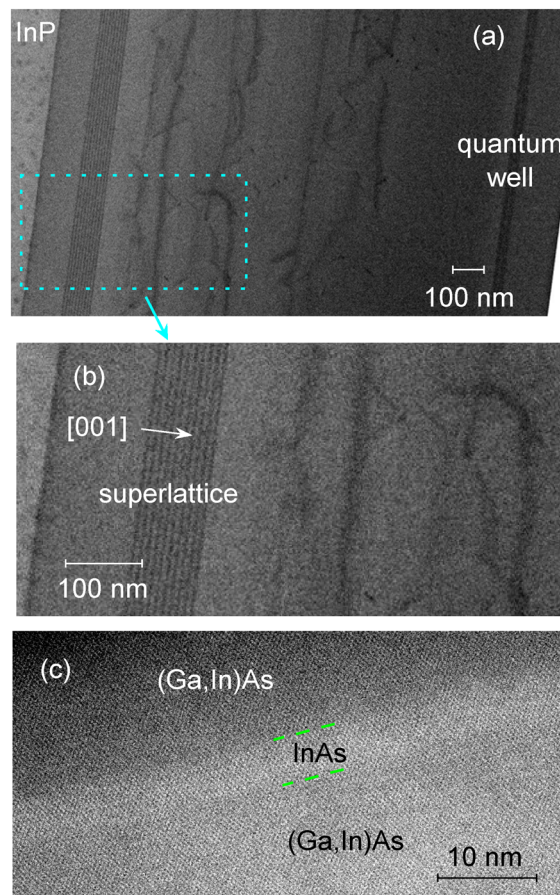 InP
(a)
quantum
well
100 nm
(b)
[001]
superlattice
100 nm
(c)
(Ga,In)As
InAs
(Ga,In)As
10 nm